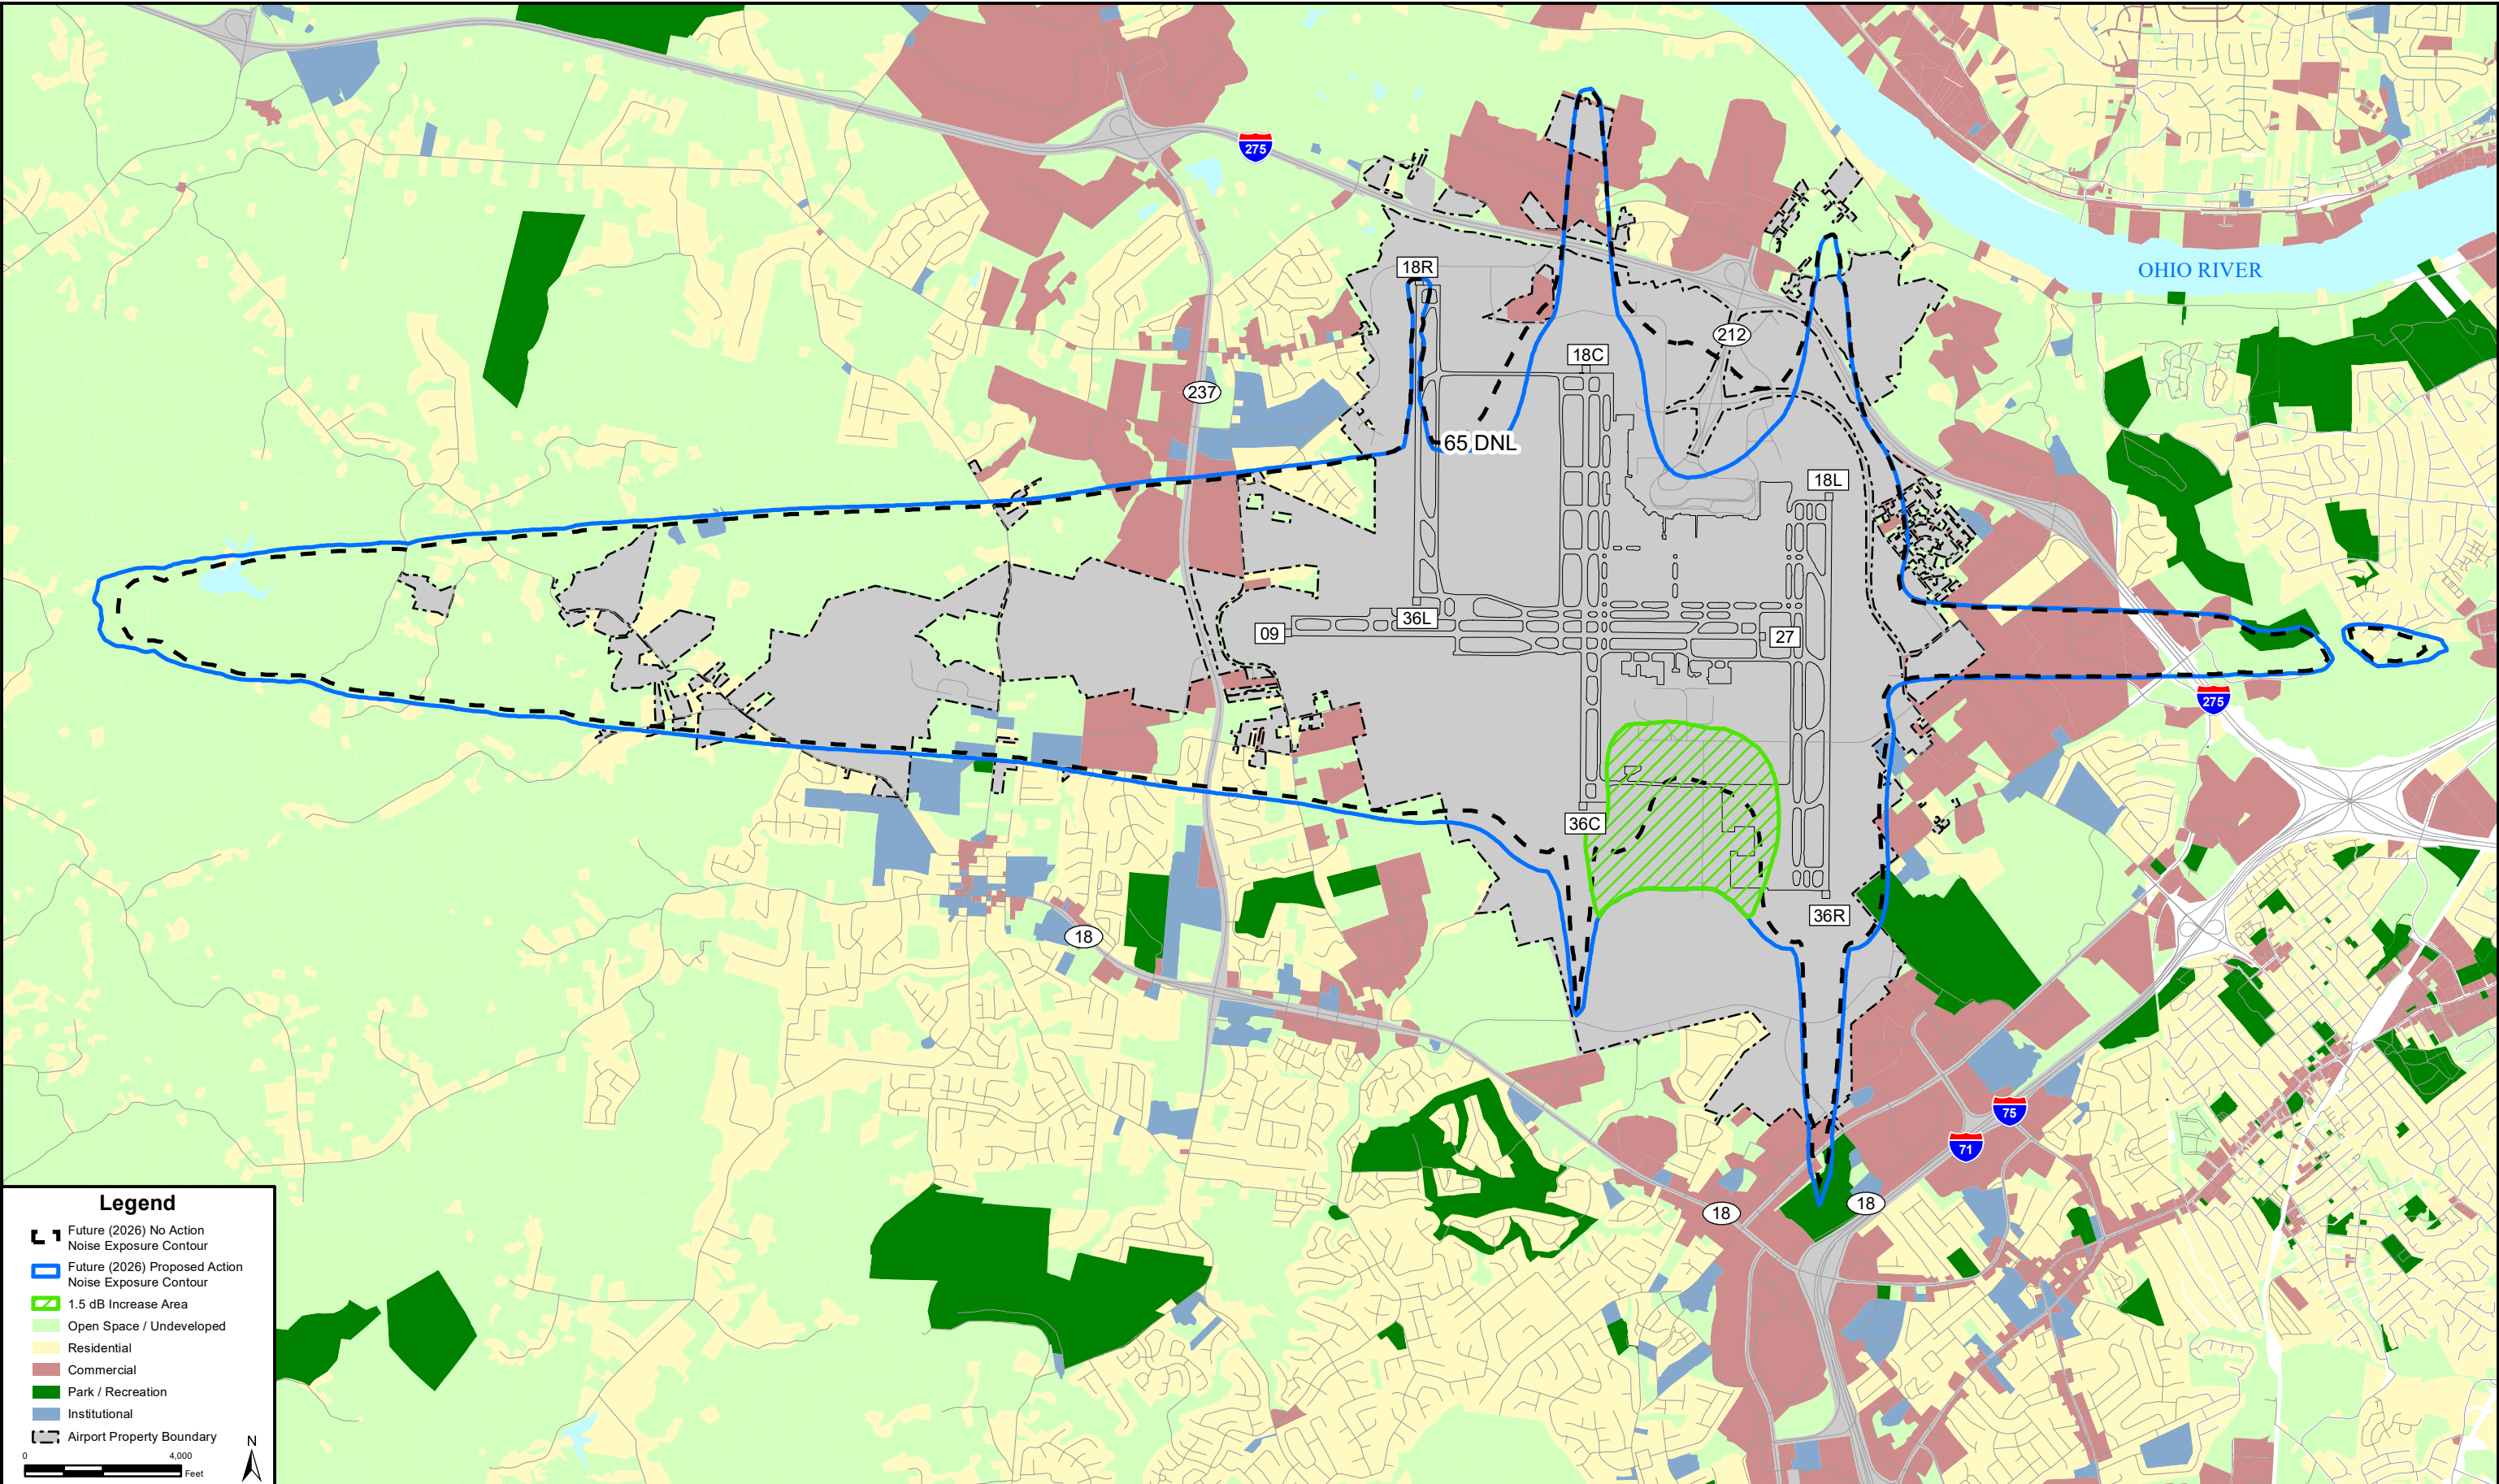 275
OHIO RIVER
18R
212
18C
237
65 DNL
18L
36L
09
27
275
36C
36R
18
75
71
18
18
Legend
Future (2026) No Action
Noise Exposure Contour
Future (2026) Proposed Action
Noise Exposure Contour
1.5 dB Increase Area
Open Space / Undeveloped
Residential
Commercial
Park / Recreation
Institutional
Airport Property Boundary
N
0 4,000
Feet